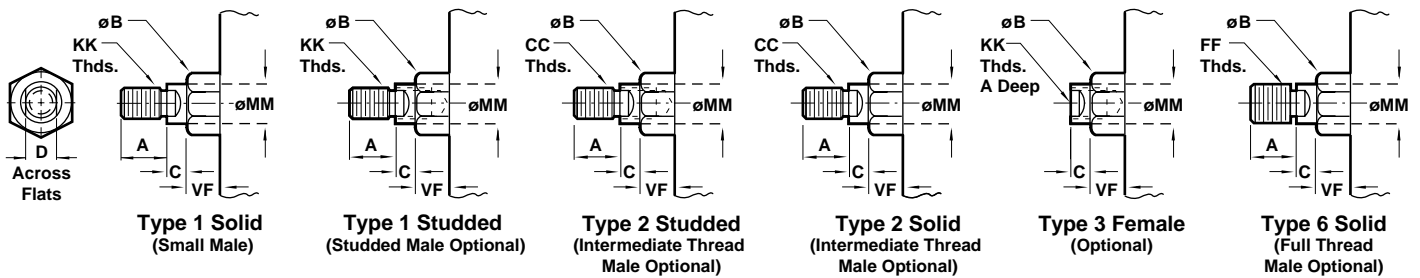 D
Across
Flats
øB
KK
Thds.
øMM
A
C
VF
Type 1 Solid
(Small Male)
øB
KK
Thds.
øMM
A
C
VF
Type 1 Studded
(Studded Male Optional)
øB
CC
Thds.
øMM
A
C
VF
Type 2 Studded
(Intermediate Thread
Male Optional)
øB
CC
Thds.
øMM
A
C
VF
Type 2 Solid
(Intermediate Thread
Male Optional)
øB
KK
Thds.
A Deep
øMM
C
VF
Type 3 Female
(Optional)
øB
FF
Thds.
øMM
A
C
VF
Type 6 Solid
(Full Thread
Male Optional)